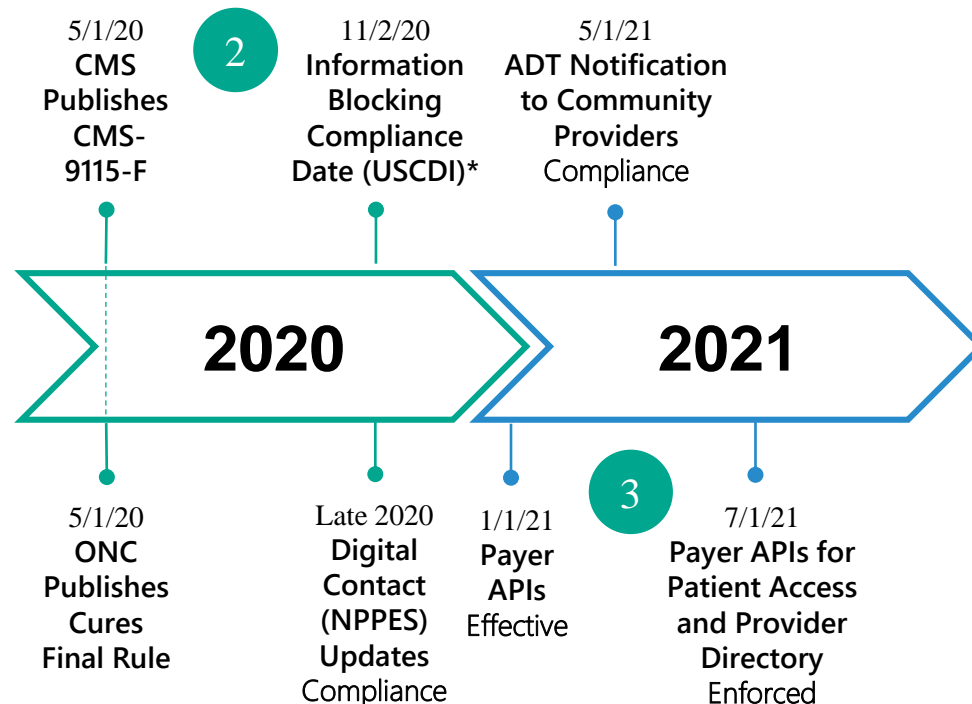 5/1/20
CMS
Publishes
CMS-
9115-F
2
11/2/20
Information
Blocking
Compliance
Date (USCDI)*
5/1/21
ADT Notification
to Community
Providers
Compliance
2020
2021
5/1/20
ONC
Publishes
Cures
Final Rule
Late 2020
Digital
Contact
(NPPES)
Updates
Compliance
1/1/21
Payer
APIs
Effective
3
7/1/21
Payer APIs for
Patient Access
and Provider
Directory
Enforced